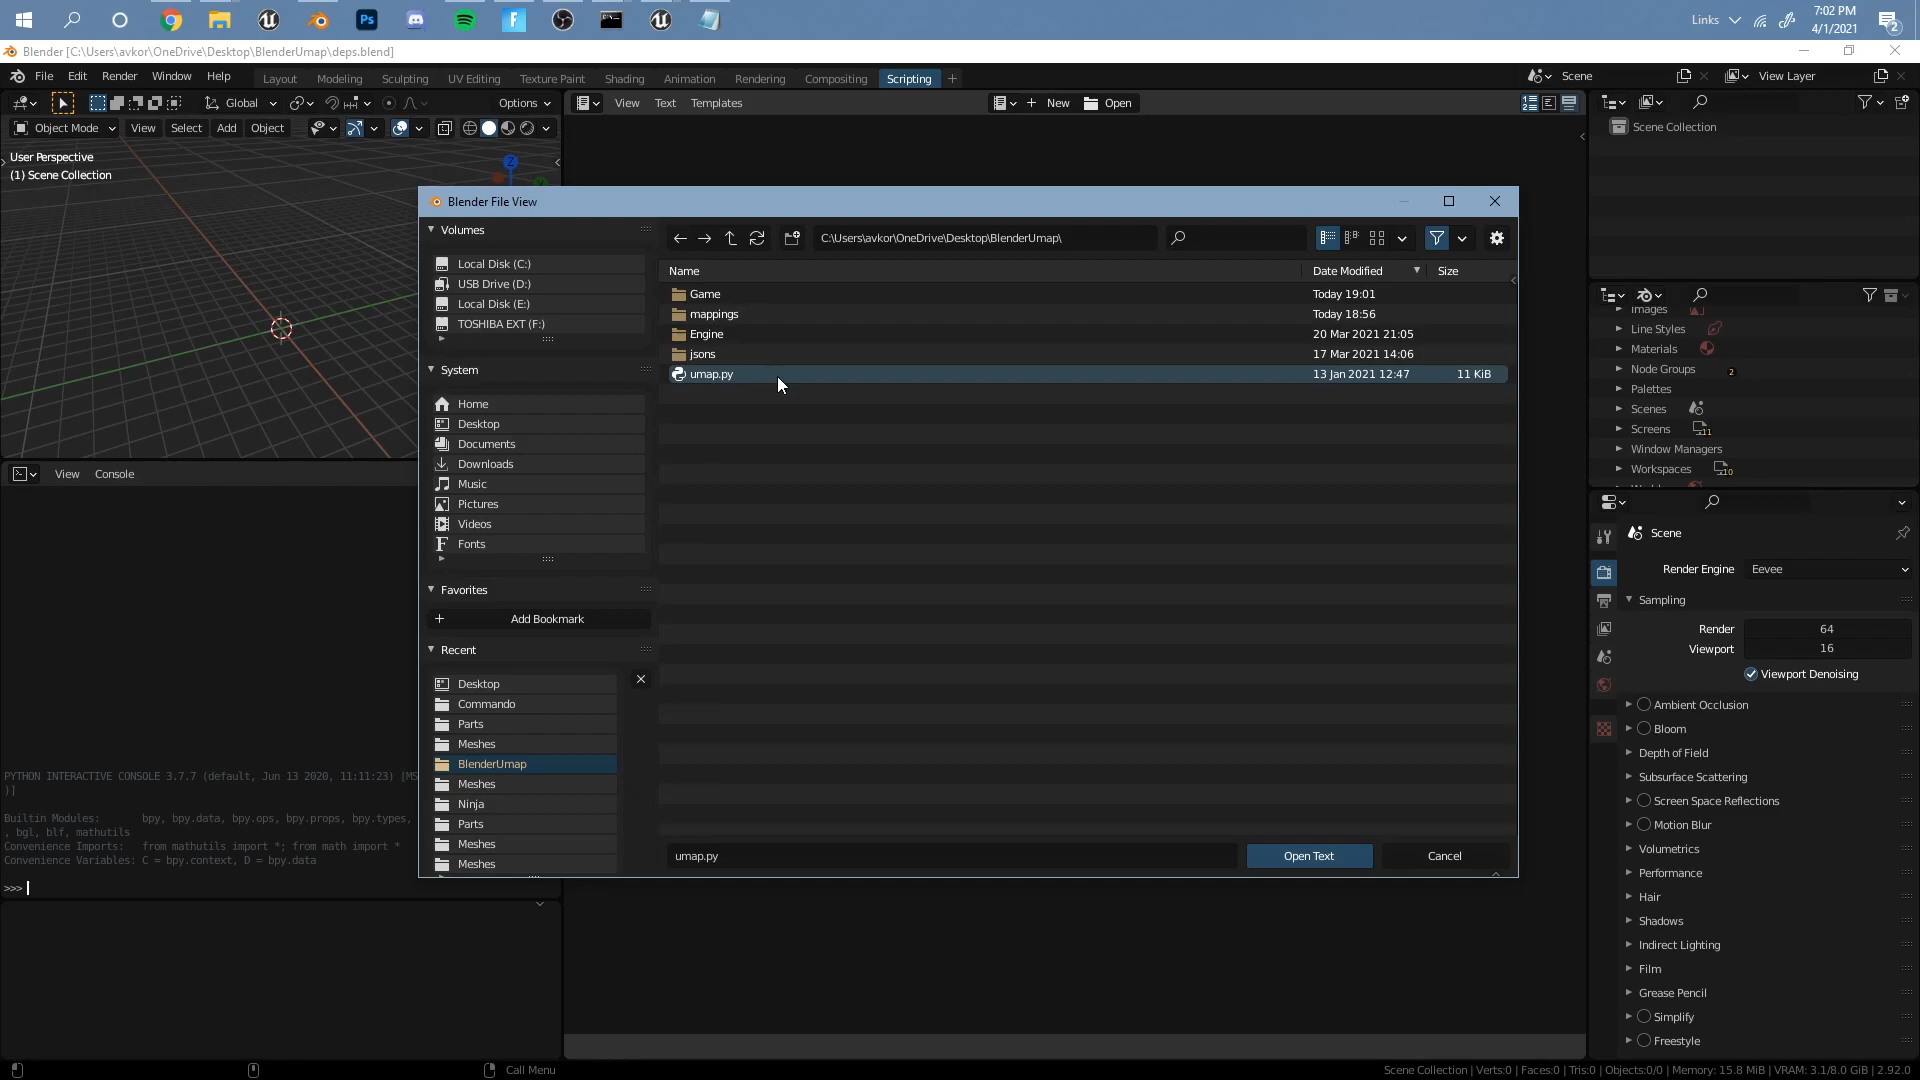 Links
7:02 PM
4/1/2021
2
Blender [C:\Users\avkor\OneDrive\Desktop\BlenderUmap\deps.blend]
File Edit Render Window Help Layout Modeling Sculpting UV Editing Texture Paint Shading Animation Rendering Compositing Scripting + Scene View Layer
Global Options View Text Templates New Open
Object Mode View Select Add Object Scene Collection
User Perspective
(1) Scene Collection
Z
Blender File View
Volumes
Local Disk (C:)
USB Drive (D:)
Local Disk (E:)
TOSHIBA EXT (F:)
System
Home
Desktop
Documents
Downloads
Music
Pictures
Videos
Fonts
Favorites
Add Bookmark
Recent
Desktop
Commando
Parts
Meshes
BlenderUmap
Meshes
Ninja
Parts
Meshes
Meshes
C:\Users\avkor\OneDrive\Desktop\BlenderUmap\
Name Date Modified Size
Game Today 19:01
mappings Today 18:56
Engine 20 Mar 2021 21:05
jsons 17 Mar 2021 14:06
umap.py 13 Jan 2021 12:47 11 KiB
umap.py Open Text Cancel
View Console
PYTHON INTERACTIVE CONSOLE 3.7.7 (default, Jun 13 2020, 11:11:23) [MS
)]
Builtin Modules: bpy, bpy.data, bpy.ops, bpy.props, bpy.types,
, bgl, blf, mathutils
Convenience Imports: from mathutils import *; from math import *
Convenience Variables: C = bpy.context, D = bpy.data
>>>
Images
Line Styles
Materials
Node Groups 2
Palettes
Scenes
Screens 11
Window Managers
Workspaces 10
Scene
Render Engine Eevee
Sampling
Render 64
Viewport 16
Viewport Denoising
Ambient Occlusion
Bloom
Depth of Field
Subsurface Scattering
Screen Space Reflections
Motion Blur
Volumetrics
Performance
Hair
Shadows
Indirect Lighting
Film
Grease Pencil
Simplify
Freestyle
Call Menu
Scene Collection | Verts:0 | Faces:0 | Tris:0 | Objects:0/0 | Memory: 15.8 MiB | VRAM: 3.1/8.0 GiB | 2.92.0